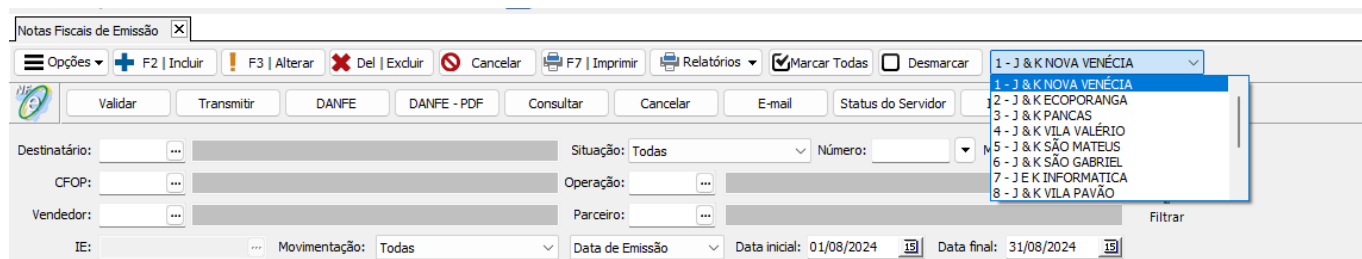 Notas Fiscais de Emissão
Opções F2 | Incluir F3 | Alterar Del | Excluir Cancelar F7 | Imprimir Relatórios Marcar Todas Desmarcar 1 - J & K NOVA VENÉCIA
NF e Validar Transmitir DANFE DANFE - PDF Consultar Cancelar E-mail Status do Servidor
1 - J & K NOVA VENÉCIA
2 - J & K ECOPORANGA
3 - J & K PANCAS
4 - J & K VILA VALÉRIO
5 - J & K SÃO MATEUS
6 - J & K SÃO GABRIEL
7 - J E K INFORMATICA
8 - J & K VILA PAVÃO
Destinatário: ... Situação: Todas Número:
CFOP: ... Operação: ...
Vendedor: ... Parceiro: ... Filtrar
IE: ... Movimentação: Todas Data de Emissão Data inicial: 01/08/2024 15 Data final: 31/08/2024 15